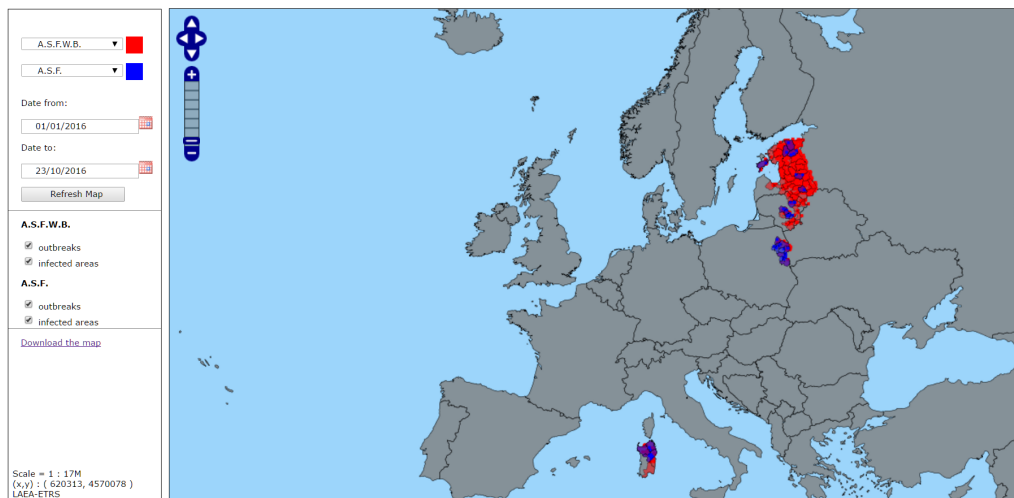 A.S.F.W.B.
A.S.F.
Date from:
01/01/2016
Date to:
23/10/2016
Refresh Map
A.S.F.W.B.
outbreaks
infected areas
A.S.F.
outbreaks
infected areas
Download the map
Scale = 1 : 17M
(x,y) : ( 620313, 4570078 )
LAEA-ETRS